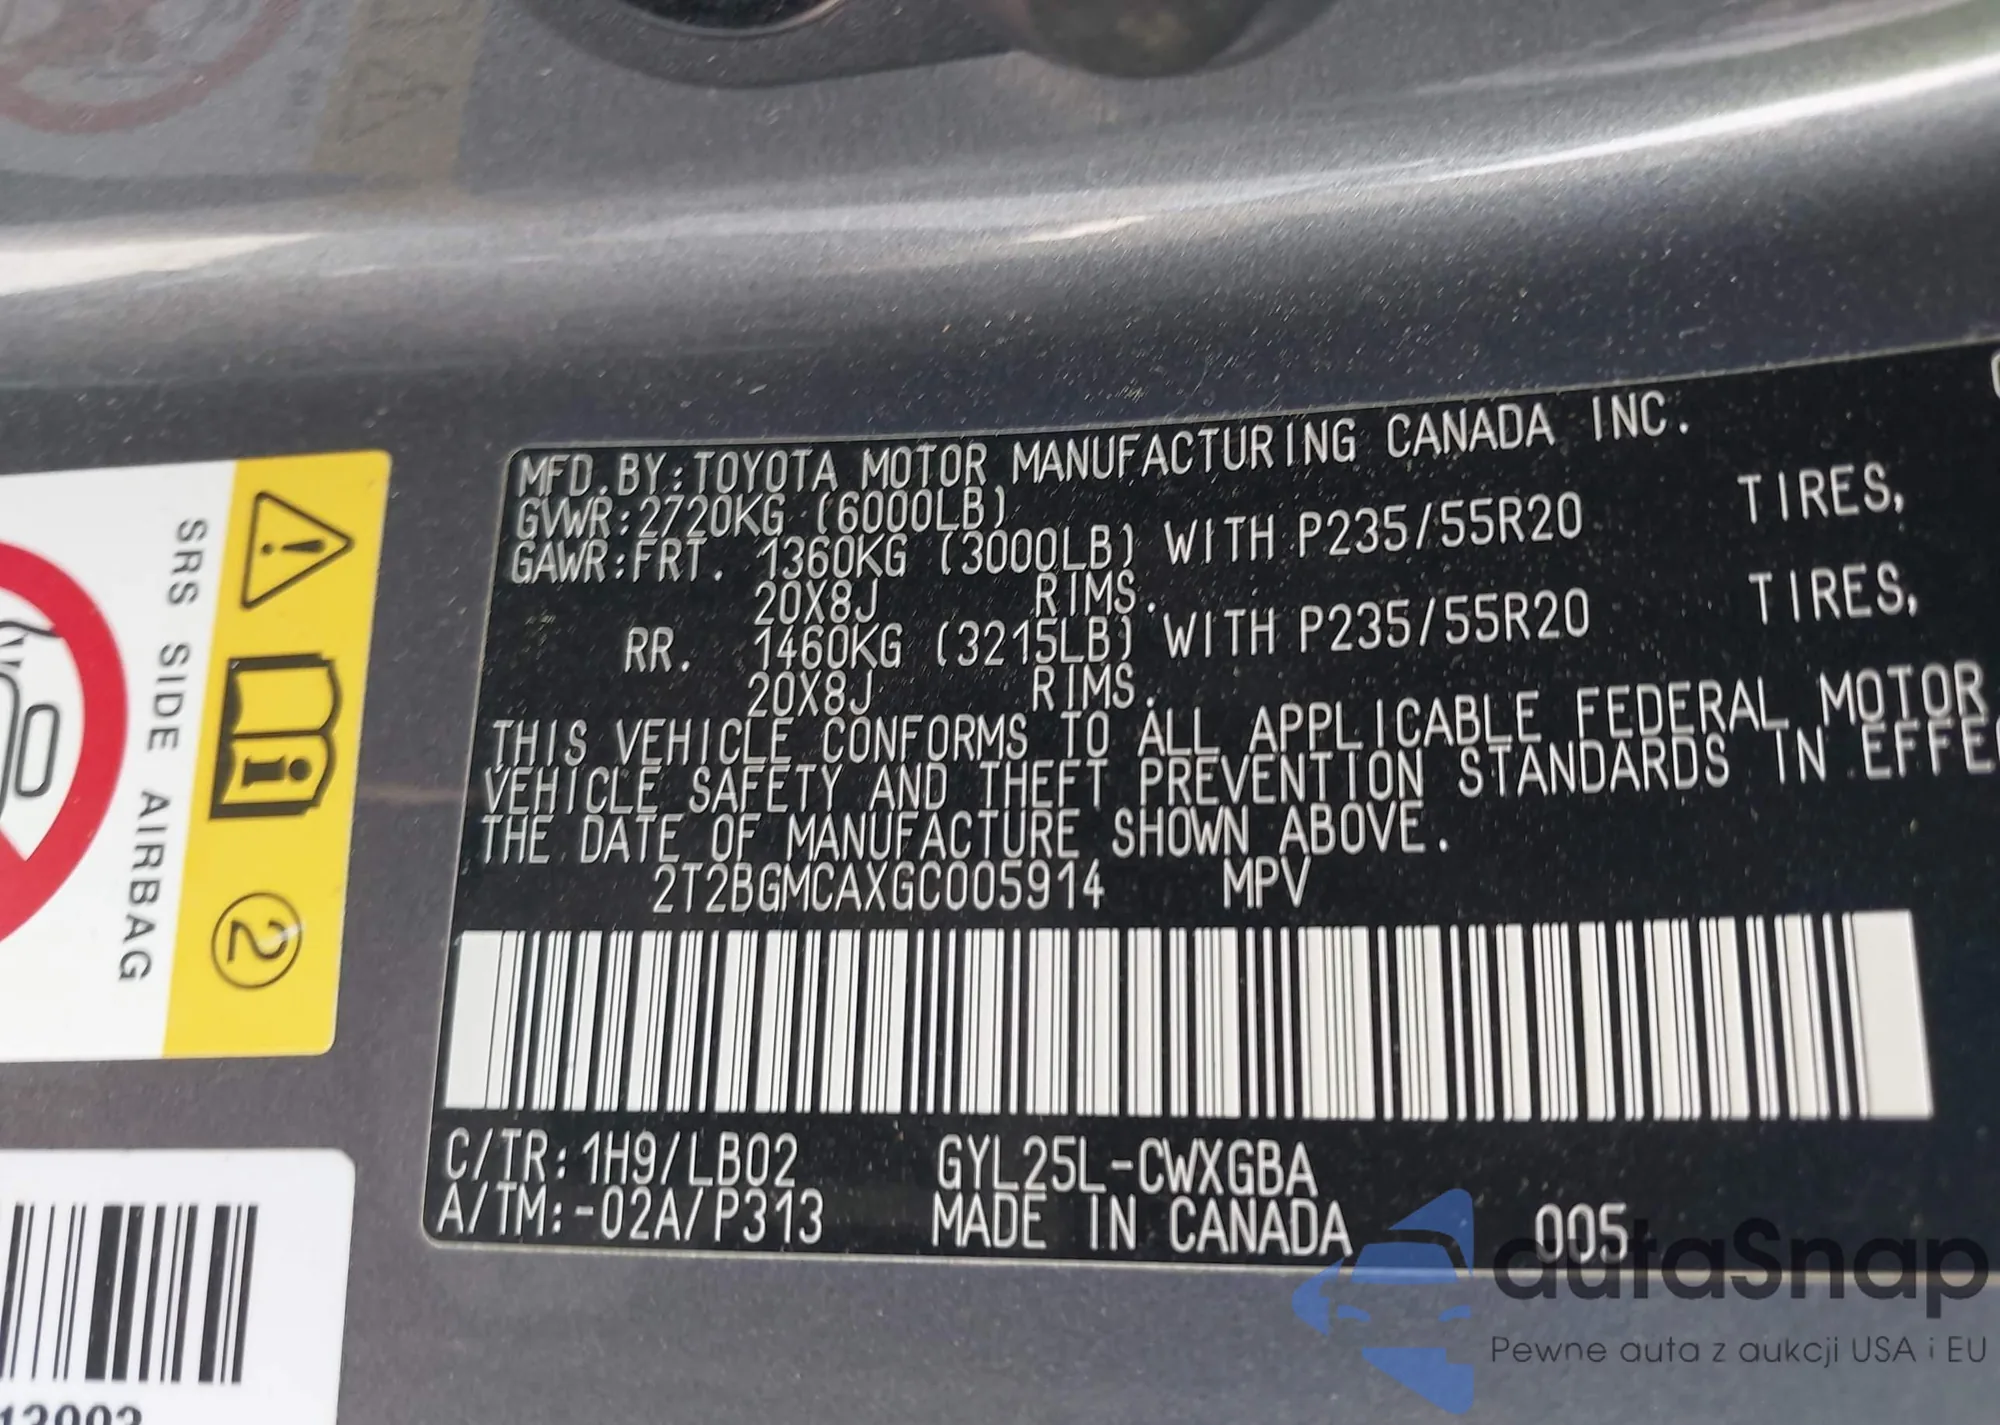 MFD.BY:TOYOTA MOTOR MANUFACTURING CANADA INC.
GVWR:2720KG (6000LB)
GAWR:FRT. 1360KG (3000LB) WITH P235/55R20 TIRES,
20X8J RIMS.
RR. 1460KG (3215LB) WITH P235/55R20 TIRES,
20X8J RIMS.
THIS VEHICLE CONFORMS TO ALL APPLICABLE FEDERAL MOTOR
VEHICLE SAFETY AND THEFT PREVENTION STANDARDS IN EFFE
THE DATE OF MANUFACTURE SHOWN ABOVE.
2T2BGMCAXGC005914 MPV
C/TR:1H9/LB02 GYL25L-CWXGBA
A/TM:-02A/P313 MADE IN CANADA 005
SRS SIDE AIRBAG
2
autaSnap
Pewne auta z aukcji USA i EU